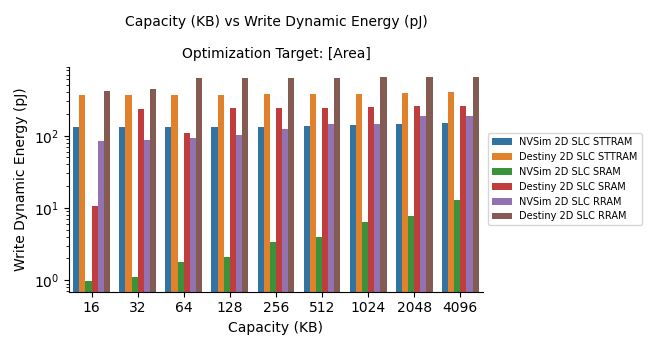 Capacity (KB) vs Write Dynamic Energy (pJ)
Optimization Target: [Area]
Write Dynamic Energy (pJ)
10²
10¹
10⁰
16 32 64 128 256 512 1024 2048 4096
Capacity (KB)
NVSim 2D SLC STTRAM
Destiny 2D SLC STTRAM
NVSim 2D SLC SRAM
Destiny 2D SLC SRAM
NVSim 2D SLC RRAM
Destiny 2D SLC RRAM